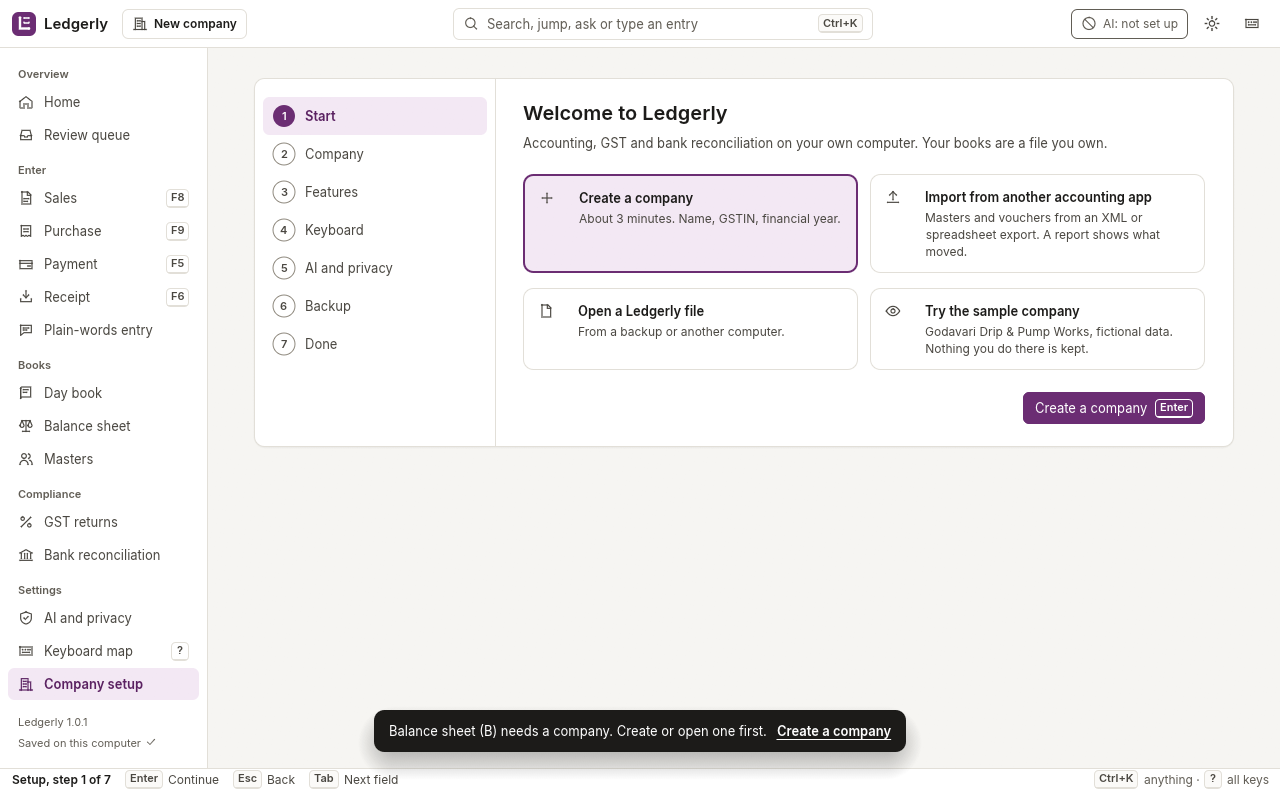 Ledgerly
New company
Search, jump, ask or type an entry
Ctrl+K
AI: not set up
Overview
Home
Review queue
Enter
Sales F8
Purchase F9
Payment F5
Receipt F6
Plain-words entry
Books
Day book
Balance sheet
Masters
Compliance
GST returns
Bank reconciliation
Settings
AI and privacy
Keyboard map ?
Company setup
Ledgerly 1.0.1
Saved on this computer
1 Start
2 Company
3 Features
4 Keyboard
5 AI and privacy
6 Backup
7 Done
Welcome to Ledgerly
Accounting, GST and bank reconciliation on your own computer. Your books are a file you own.
Create a company
About 3 minutes. Name, GSTIN, financial year.
Import from another accounting app
Masters and vouchers from an XML or
spreadsheet export. A report shows what
moved.
Open a Ledgerly file
From a backup or another computer.
Try the sample company
Godavari Drip & Pump Works, fictional data.
Nothing you do there is kept.
Create a company Enter
Balance sheet (B) needs a company. Create or open one first. Create a company
Setup, step 1 of 7 Enter Continue Esc Back Tab Next field
Ctrl+K anything · ? all keys